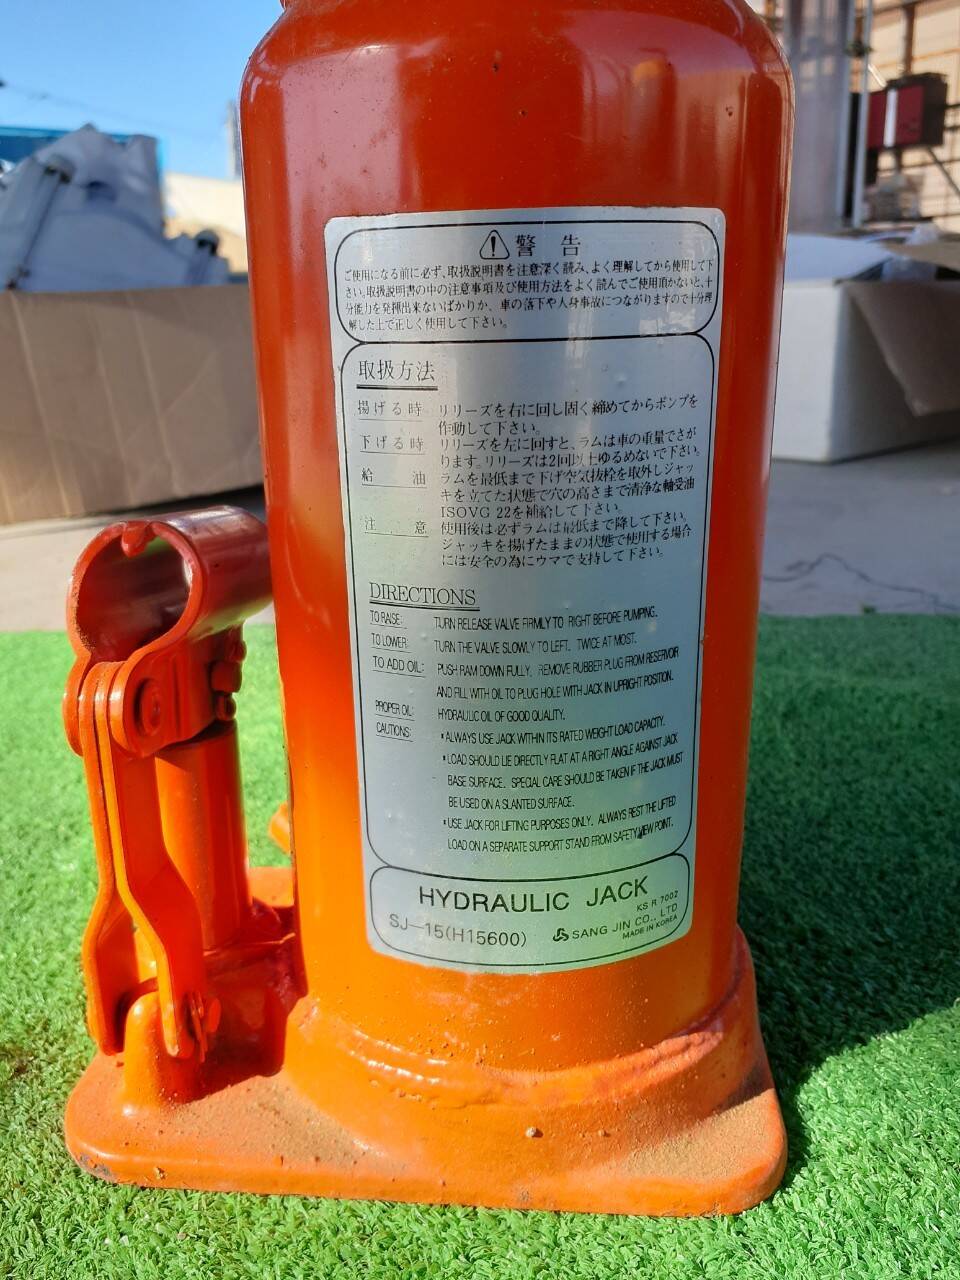 ⚠ 警告
ご使用になる前に必ず、取扱説明書を注意深く読み、よく理解してから使用して下
さい。取扱説明書の中の注意事項及び使用方法をよく読んでご使用頂かないと、十
分能力を発揮出来ないばかりか、車の落下や人身事故につながりますので十分理
解した上で正しく使用して下さい。
取扱方法
揚げる時 リリーズを右に回し固く締めてからポンプを
作動して下さい。
下げる時 リリーズを左に回すと、ラムは車の重量でさが
ります。リリーズは2回以上ゆるめないで下さい。
給油 ラムを最低まで下げ空気抜栓を取外しジャッ
キを立てた状態で穴の高さまで清浄な軸受油
ISOVG 22を補給して下さい。
注意 使用後は必ずラムは最低まで降して下さい。
ジャッキを揚げたままの状態で使用する場合
には安全の為にウマで支持して下さい。
DIRECTIONS
TO RAISE: TURN RELEASE VALVE FIRMLY TO RIGHT BEFORE PUMPING.
TO LOWER: TURN THE VALVE SLOWLY TO LEFT. TWICE AT MOST.
TO ADD OIL: PUSH RAM DOWN FULLY. REMOVE RUBBER PLUG FROM RESERVOIR
AND FILL WITH OIL TO PLUG HOLE WITH JACK IN UPRIGHT POSITION.
PROPER OIL: HYDRAULIC OIL OF GOOD QUALITY.
CAUTIONS: • ALWAYS USE JACK WITHIN ITS RATED WEIGHT LOAD CAPACITY.
• LOAD SHOULD LIE DIRECTLY FLAT AT A RIGHT ANGLE AGAINST JACK
BASE SURFACE. SPECIAL CARE SHOULD BE TAKEN IF THE JACK MUST
BE USED ON A SLANTED SURFACE.
• USE JACK FOR LIFTING PURPOSES ONLY. ALWAYS REST THE LIFTED
LOAD ON A SEPARATE SUPPORT STAND FROM SAFETY VIEW POINT.
HYDRAULIC JACK
KS R 7002
SJ-15(H15600) SANG JIN CO., LTD
MADE IN KOREA